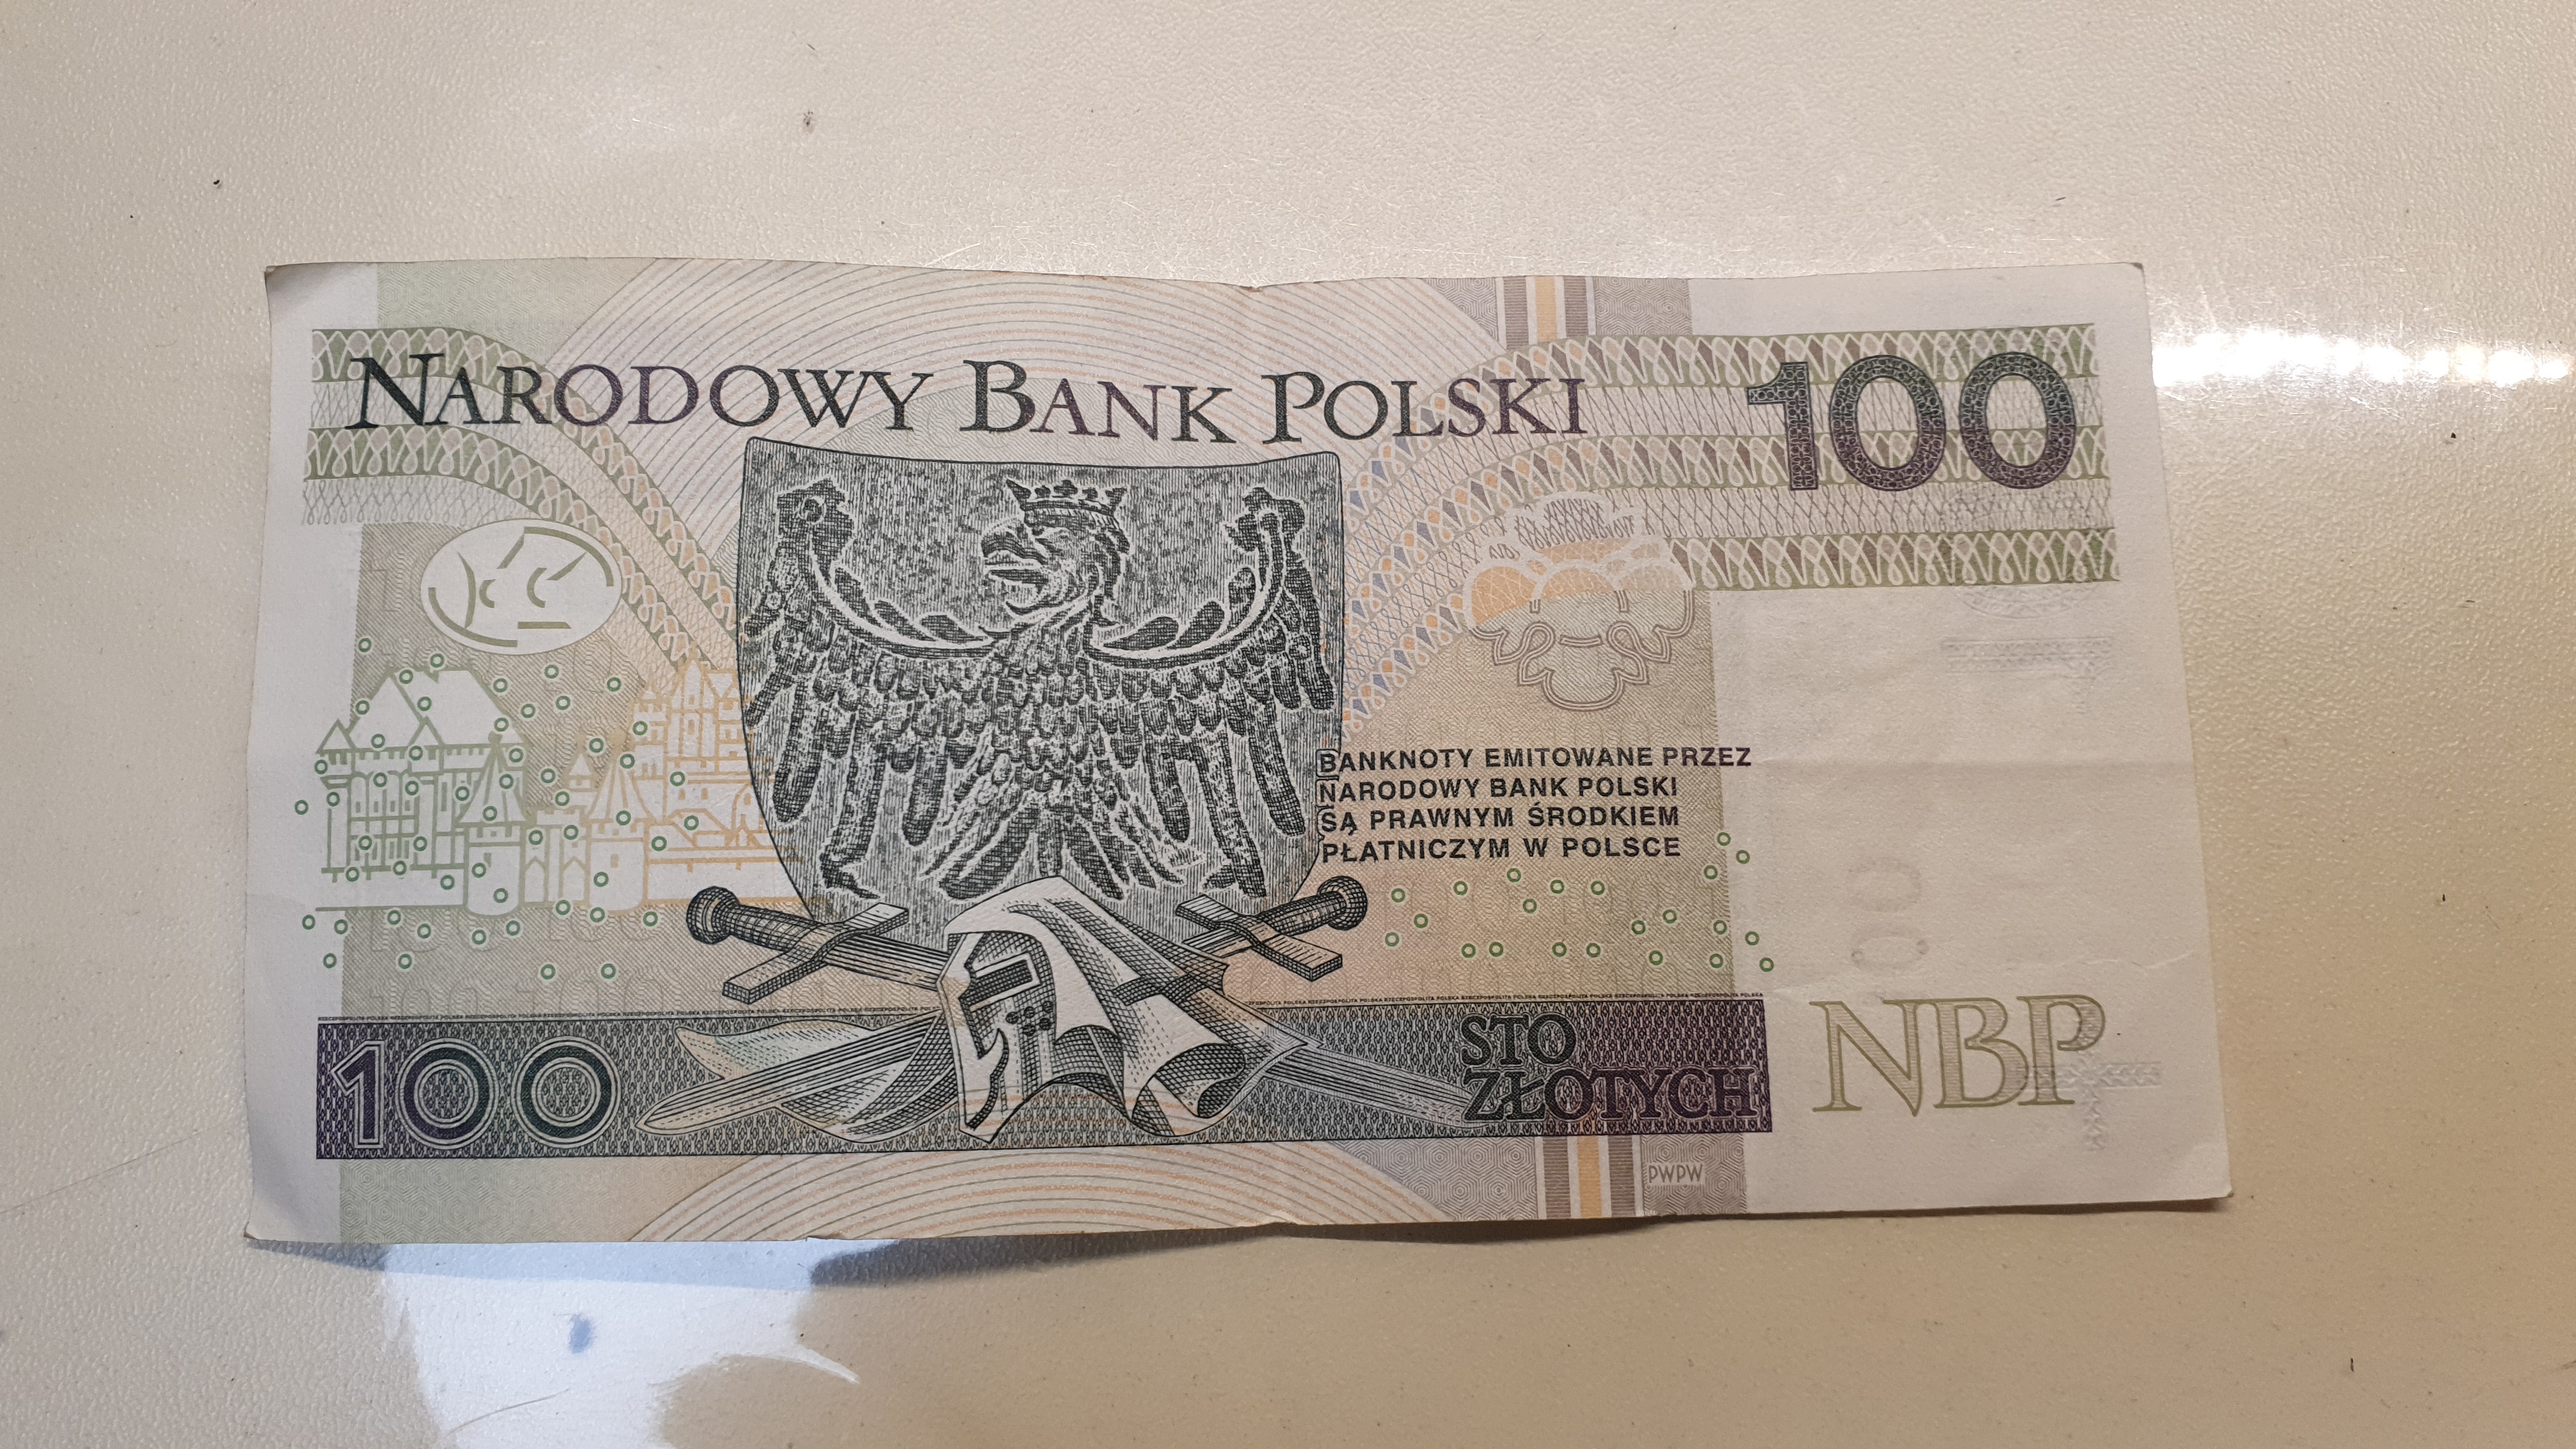 NARODOWY BANK POLSKI 100
BANKNOTY EMITOWANE PRZEZ
NARODOWY BANK POLSKI
SĄ PRAWNYM ŚRODKIEM
PŁATNICZYM W POLSCE
100
STO
ZŁOTYCH
NBP
PWPW